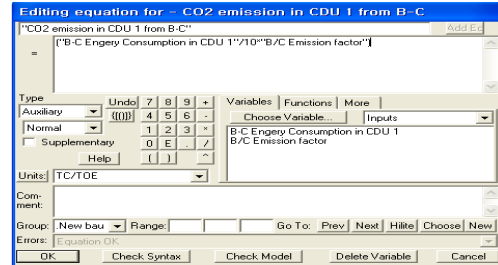 Editing equation for - CO2 emission in CDU 1 from B-C
"CO2 emission in CDU 1 from B-C" Add Eq
= ("B-C Engery Consumption in CDU 1"/10*"B/C Emission factor")
Type Undo 7 8 9 + Variables Functions More
Auxiliary {[()]} 4 5 6 - Choose Variable... Inputs
Normal 1 2 3 * B-C Engery Consumption in CDU 1
Supplementary 0 E . / B/C Emission factor
Help ( ) ^
Units: TC/TOE
Com-
ment:
Group: .New bau Range: Go To: Prev Next Hilite Choose New
Errors: Equation OK
OK Check Syntax Check Model Delete Variable Cancel